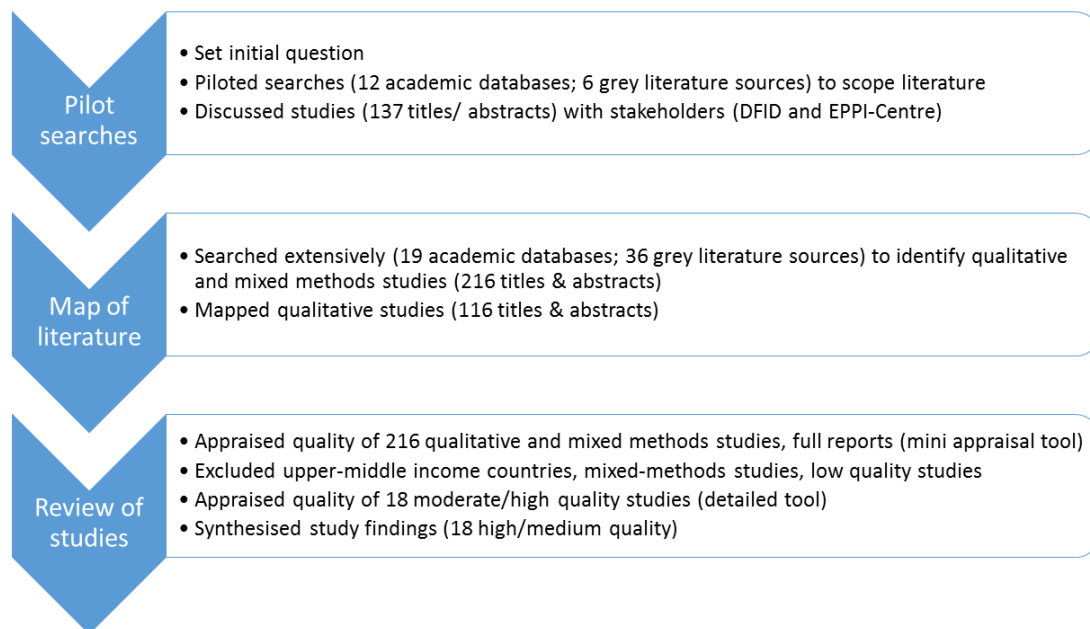 Pilot
searches
• Set initial question
• Piloted searches (12 academic databases; 6 grey literature sources) to scope literature
• Discussed studies (137 titles/ abstracts) with stakeholders (DFID and EPPI-Centre)
Map of
literature
• Searched extensively (19 academic databases; 36 grey literature sources) to identify qualitative
and mixed methods studies (216 titles & abstracts)
• Mapped qualitative studies (116 titles & abstracts)
Review of
studies
• Appraised quality of 216 qualitative and mixed methods studies, full reports (mini appraisal tool)
• Excluded upper-middle income countries, mixed-methods studies, low quality studies
• Appraised quality of 18 moderate/high quality studies (detailed tool)
• Synthesised study findings (18 high/medium quality)